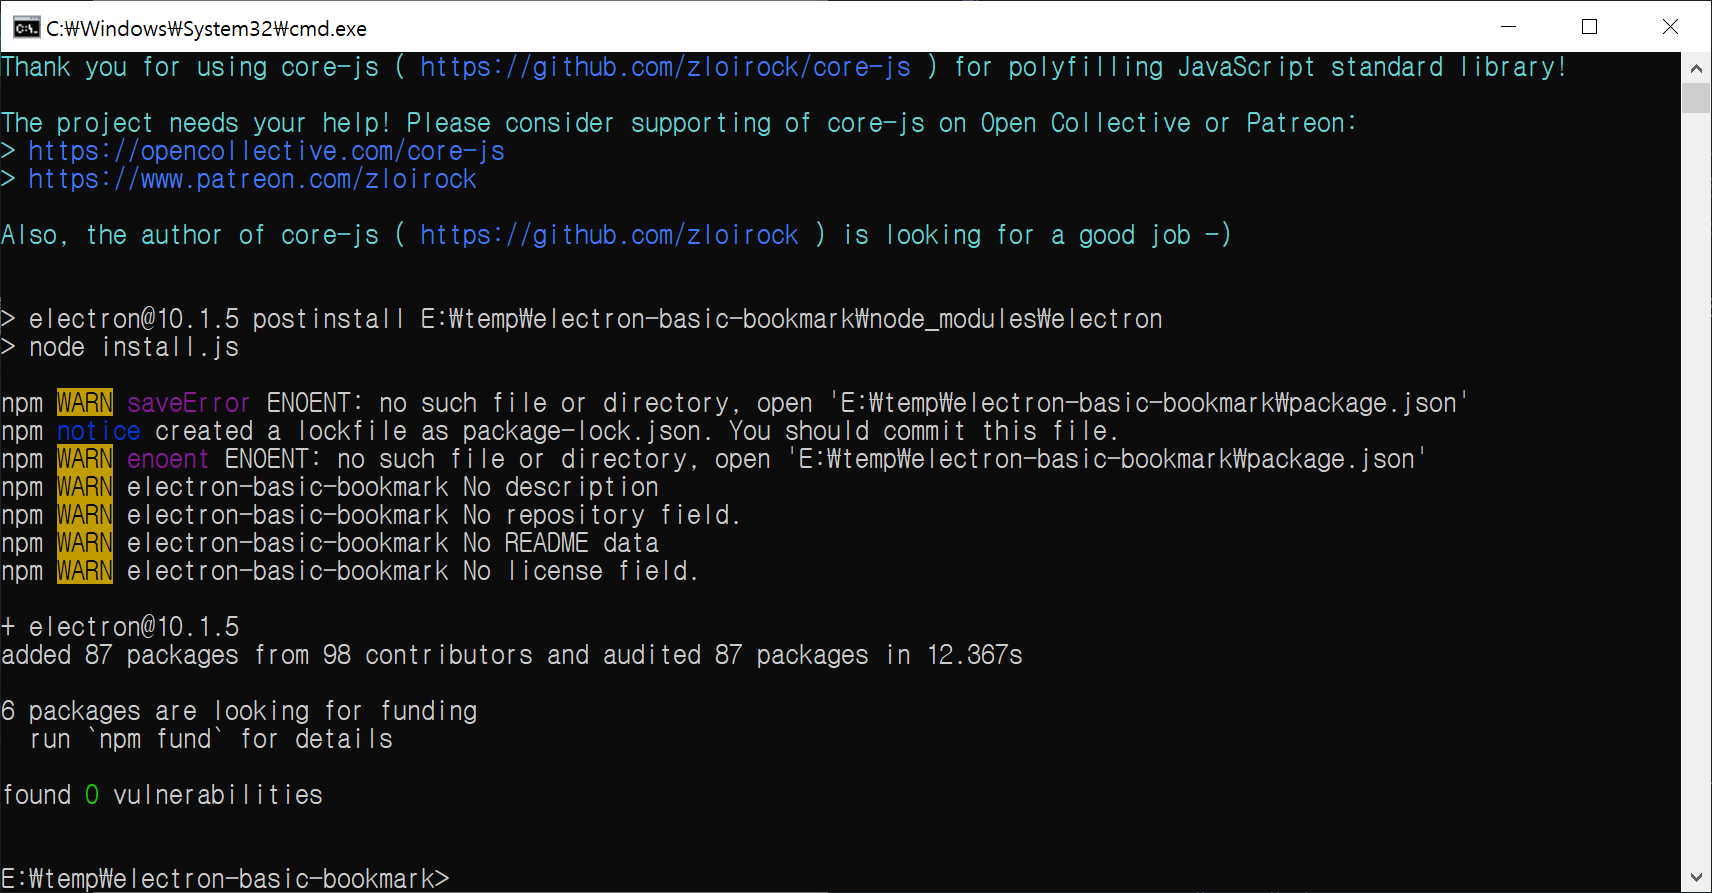 C:₩Windows₩System32₩cmd.exe
Thank you for using core-js ( https://github.com/zloirock/core-js ) for polyfilling JavaScript standard library!
The project needs your help! Please consider supporting of core-js on Open Collective or Patreon:
> https://opencollective.com/core-js
> https://www.patreon.com/zloirock
Also, the author of core-js ( https://github.com/zloirock ) is looking for a good job -)
> electron@10.1.5 postinstall E:₩temp₩electron-basic-bookmark₩node_modules₩electron
> node install.js
npm WARN saveError ENOENT: no such file or directory, open 'E:₩temp₩electron-basic-bookmark₩package.json'
npm notice created a lockfile as package-lock.json. You should commit this file.
npm WARN enoent ENOENT: no such file or directory, open 'E:₩temp₩electron-basic-bookmark₩package.json'
npm WARN electron-basic-bookmark No description
npm WARN electron-basic-bookmark No repository field.
npm WARN electron-basic-bookmark No README data
npm WARN electron-basic-bookmark No license field.
+ electron@10.1.5
added 87 packages from 98 contributors and audited 87 packages in 12.367s
6 packages are looking for funding
  run `npm fund` for details
found 0 vulnerabilities
E:₩temp₩electron-basic-bookmark>